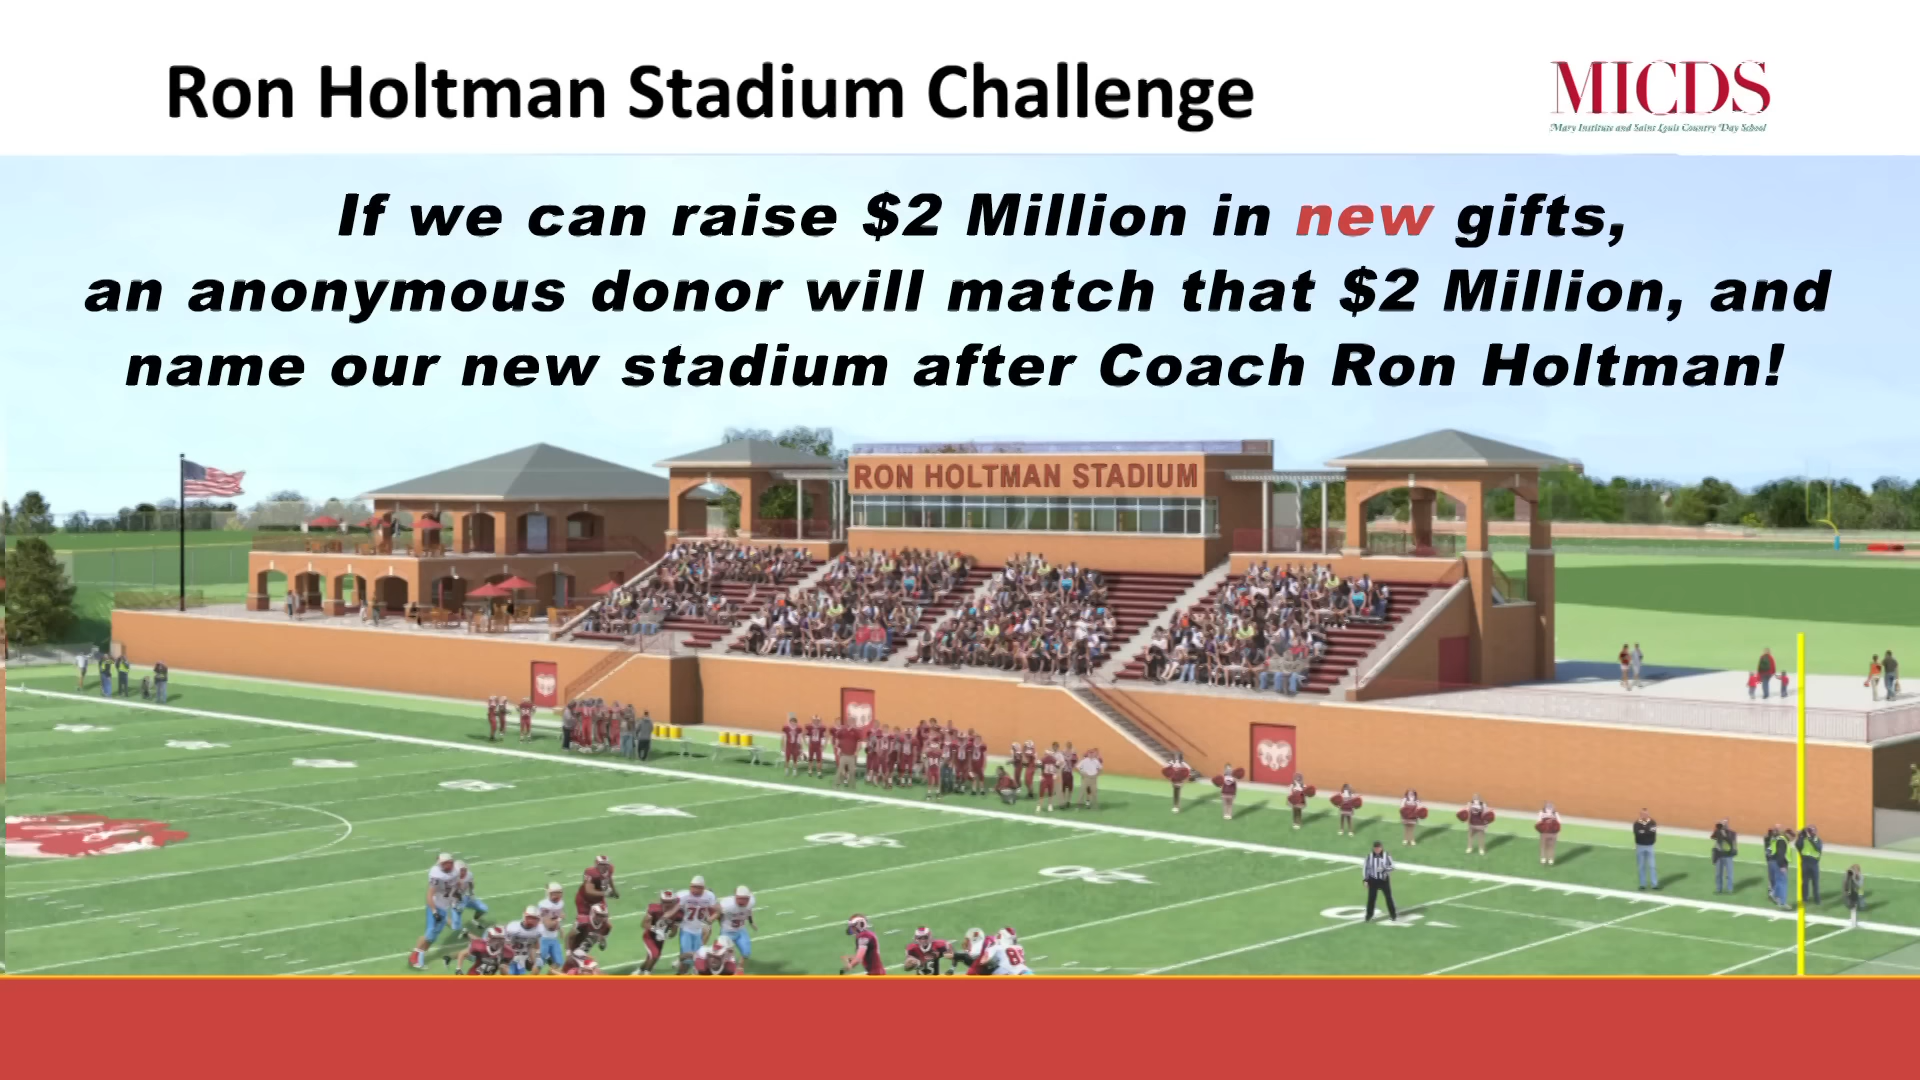 Ron Holtman Stadium Challenge
MICDS
Mary Institute and Saint Louis Country Day School
If we can raise $2 Million in new gifts,
an anonymous donor will match that $2 Million, and
name our new stadium after Coach Ron Holtman!
RON HOLTMAN STADIUM
76